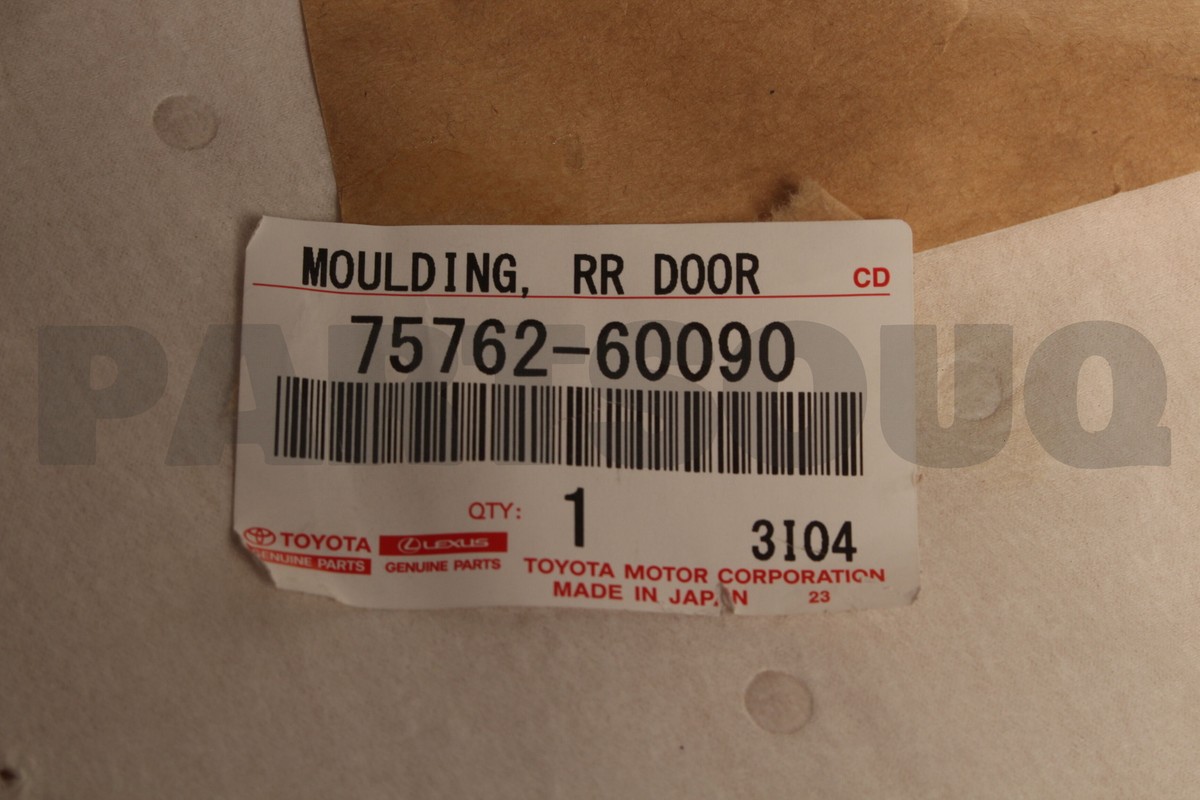 MOULDING, RR DOOR CD
75762-60090
PARTSOUQ
QTY: 1 3I04
TOYOTA LEXUS
GENUINE PARTS GENUINE PARTS
TOYOTA MOTOR CORPORATION
MADE IN JAPAN 23